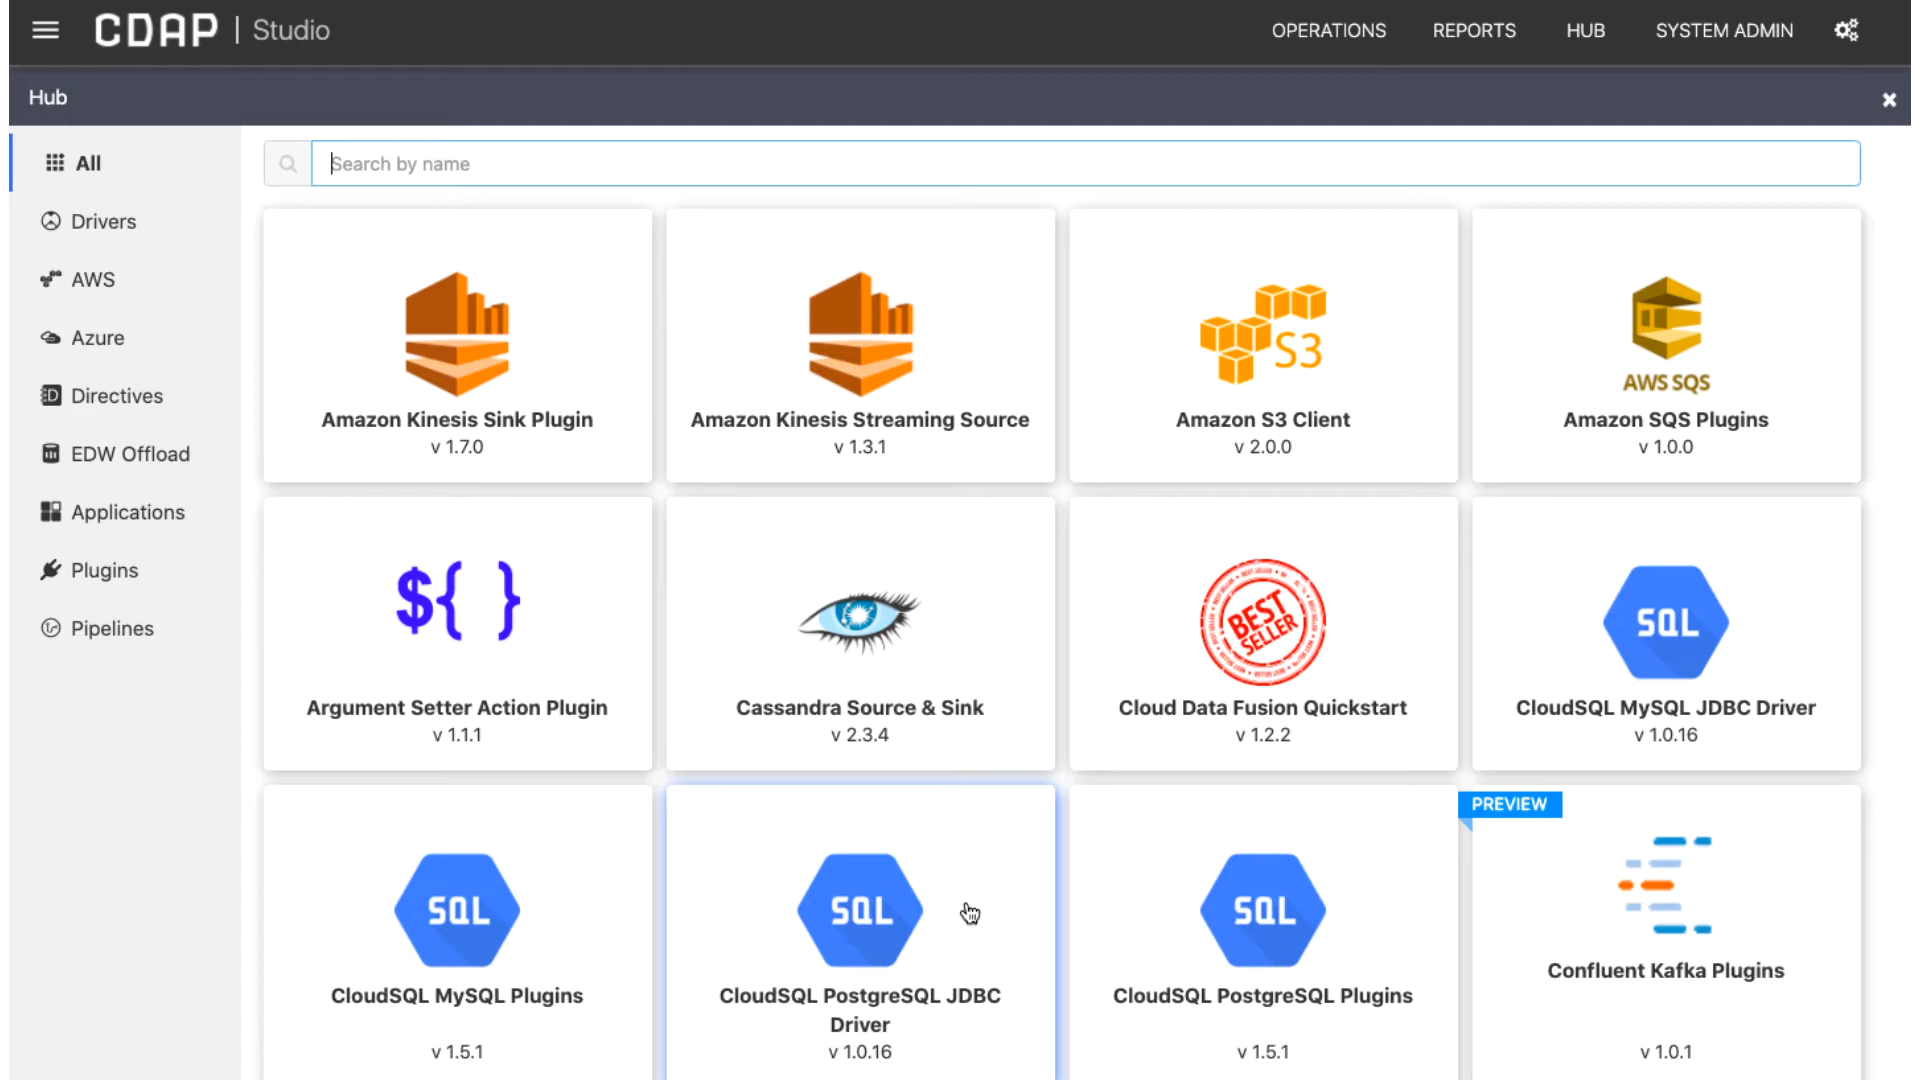 CDAP | Studio
OPERATIONS
REPORTS
HUB
SYSTEM ADMIN
Hub
All
Drivers
AWS
Azure
Directives
EDW Offload
Applications
Plugins
Pipelines
Search by name
Amazon Kinesis Sink Plugin
v 1.7.0
Amazon Kinesis Streaming Source
v 1.3.1
S3
Amazon S3 Client
v 2.0.0
AWS SQS
Amazon SQS Plugins
v 1.0.0
${ }
Argument Setter Action Plugin
v 1.1.1
Cassandra Source & Sink
v 2.3.4
BEST
SELLER
Cloud Data Fusion Quickstart
v 1.2.2
SQL
CloudSQL MySQL JDBC Driver
v 1.0.16
SQL
CloudSQL MySQL Plugins
v 1.5.1
SQL
CloudSQL PostgreSQL JDBC
Driver
v 1.0.16
SQL
CloudSQL PostgreSQL Plugins
v 1.5.1
PREVIEW
Confluent Kafka Plugins
v 1.0.1